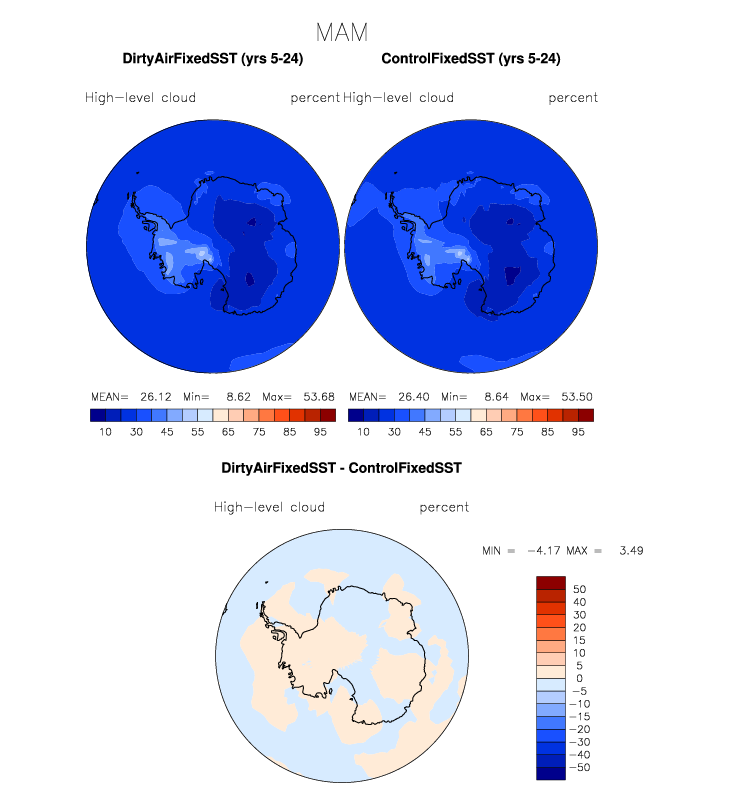 MAM
DirtyAirFixedSST (yrs 5-24) ControlFixedSST (yrs 5-24)
High-level cloud percent High-level cloud percent
MEAN= 26.12 Min= 8.62 Max= 53.68 MEAN= 26.40 Min= 8.64 Max= 53.50
10 30 45 55 65 75 85 95 10 30 45 55 65 75 85 95
DirtyAirFixedSST - ControlFixedSST
High-level cloud percent
MIN = -4.17 MAX = 3.49
50
40
30
20
15
10
5
0
-5
-10
-15
-20
-30
-40
-50